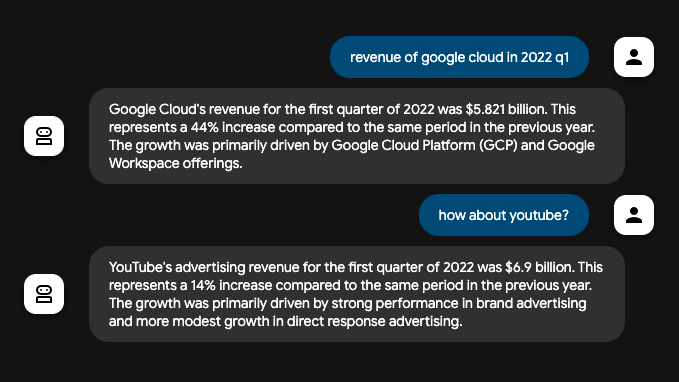 revenue of google cloud in 2022 q1
Google Cloud's revenue for the first quarter of 2022 was $5.821 billion. This
represents a 44% increase compared to the same period in the previous year.
The growth was primarily driven by Google Cloud Platform (GCP) and Google
Workspace offerings.
how about youtube?
YouTube's advertising revenue for the first quarter of 2022 was $6.9 billion. This
represents a 14% increase compared to the same period in the previous year.
The growth was primarily driven by strong performance in brand advertising
and more modest growth in direct response advertising.